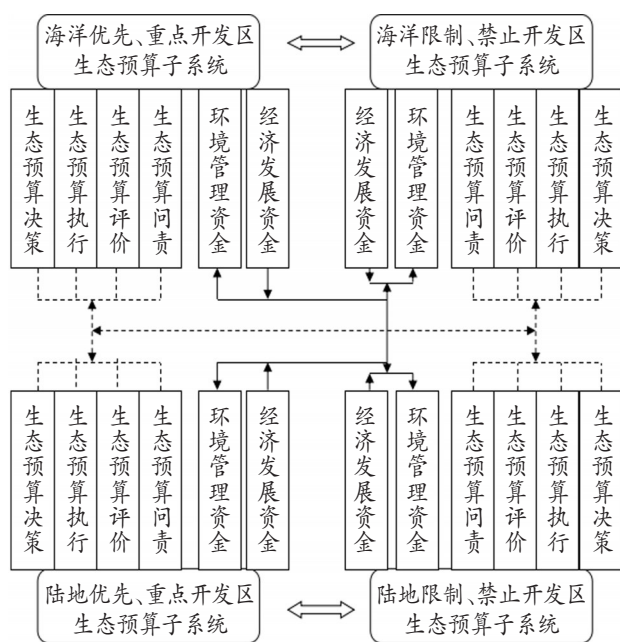 海洋优先、重点开发区
生态预算子系统
海洋限制、禁止开发区
生态预算子系统
生态预算决策
生态预算执行
生态预算评价
生态预算问责
环境管理资金
经济发展资金
经济发展资金
环境管理资金
生态预算问责
生态预算评价
生态预算执行
生态预算决策
生态预算决策
生态预算执行
生态预算评价
生态预算问责
环境管理资金
经济发展资金
经济发展资金
环境管理资金
生态预算问责
生态预算评价
生态预算执行
生态预算决策
陆地优先、重点开发区
生态预算子系统
陆地限制、禁止开发区
生态预算子系统